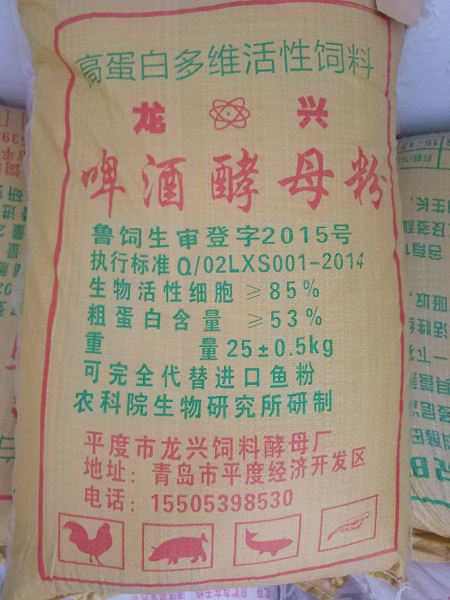 高蛋白多维活性饲料
龙兴
啤酒酵母粉
鲁饲生审登字2015号
执行标准Q/02LXS001-2014
生物活性细胞≥85%
粗蛋白含量≥53%
重量25±0.5kg
可完全代替进口鱼粉
农科院生物研究所研制
平度市龙兴饲料酵母厂
地址:青岛市平度经济开发区
电话:15505398530